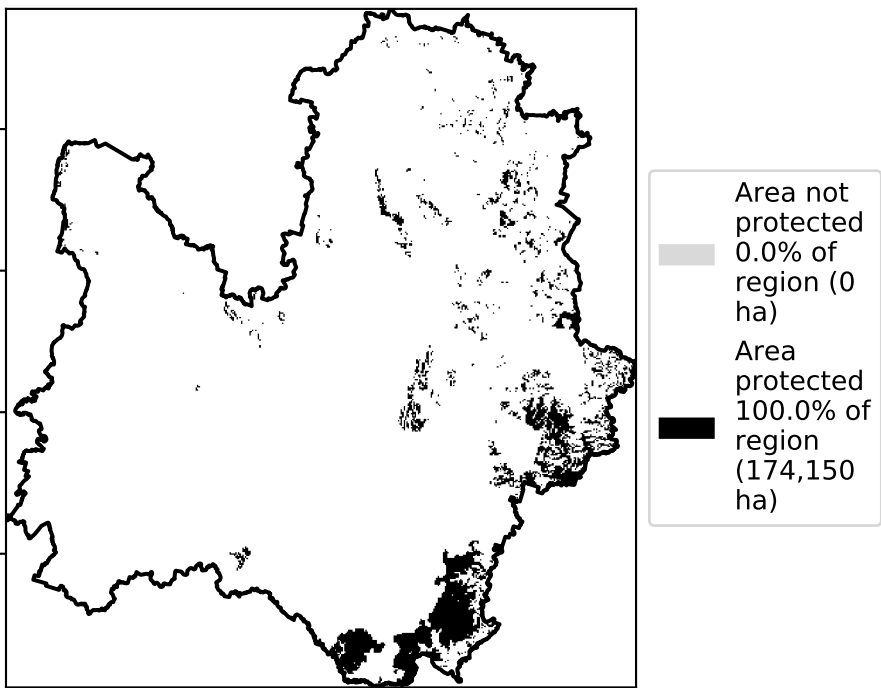 Area not
protected
0.0% of
region (0
ha)
Area
protected
100.0% of
region
(174,150
ha)